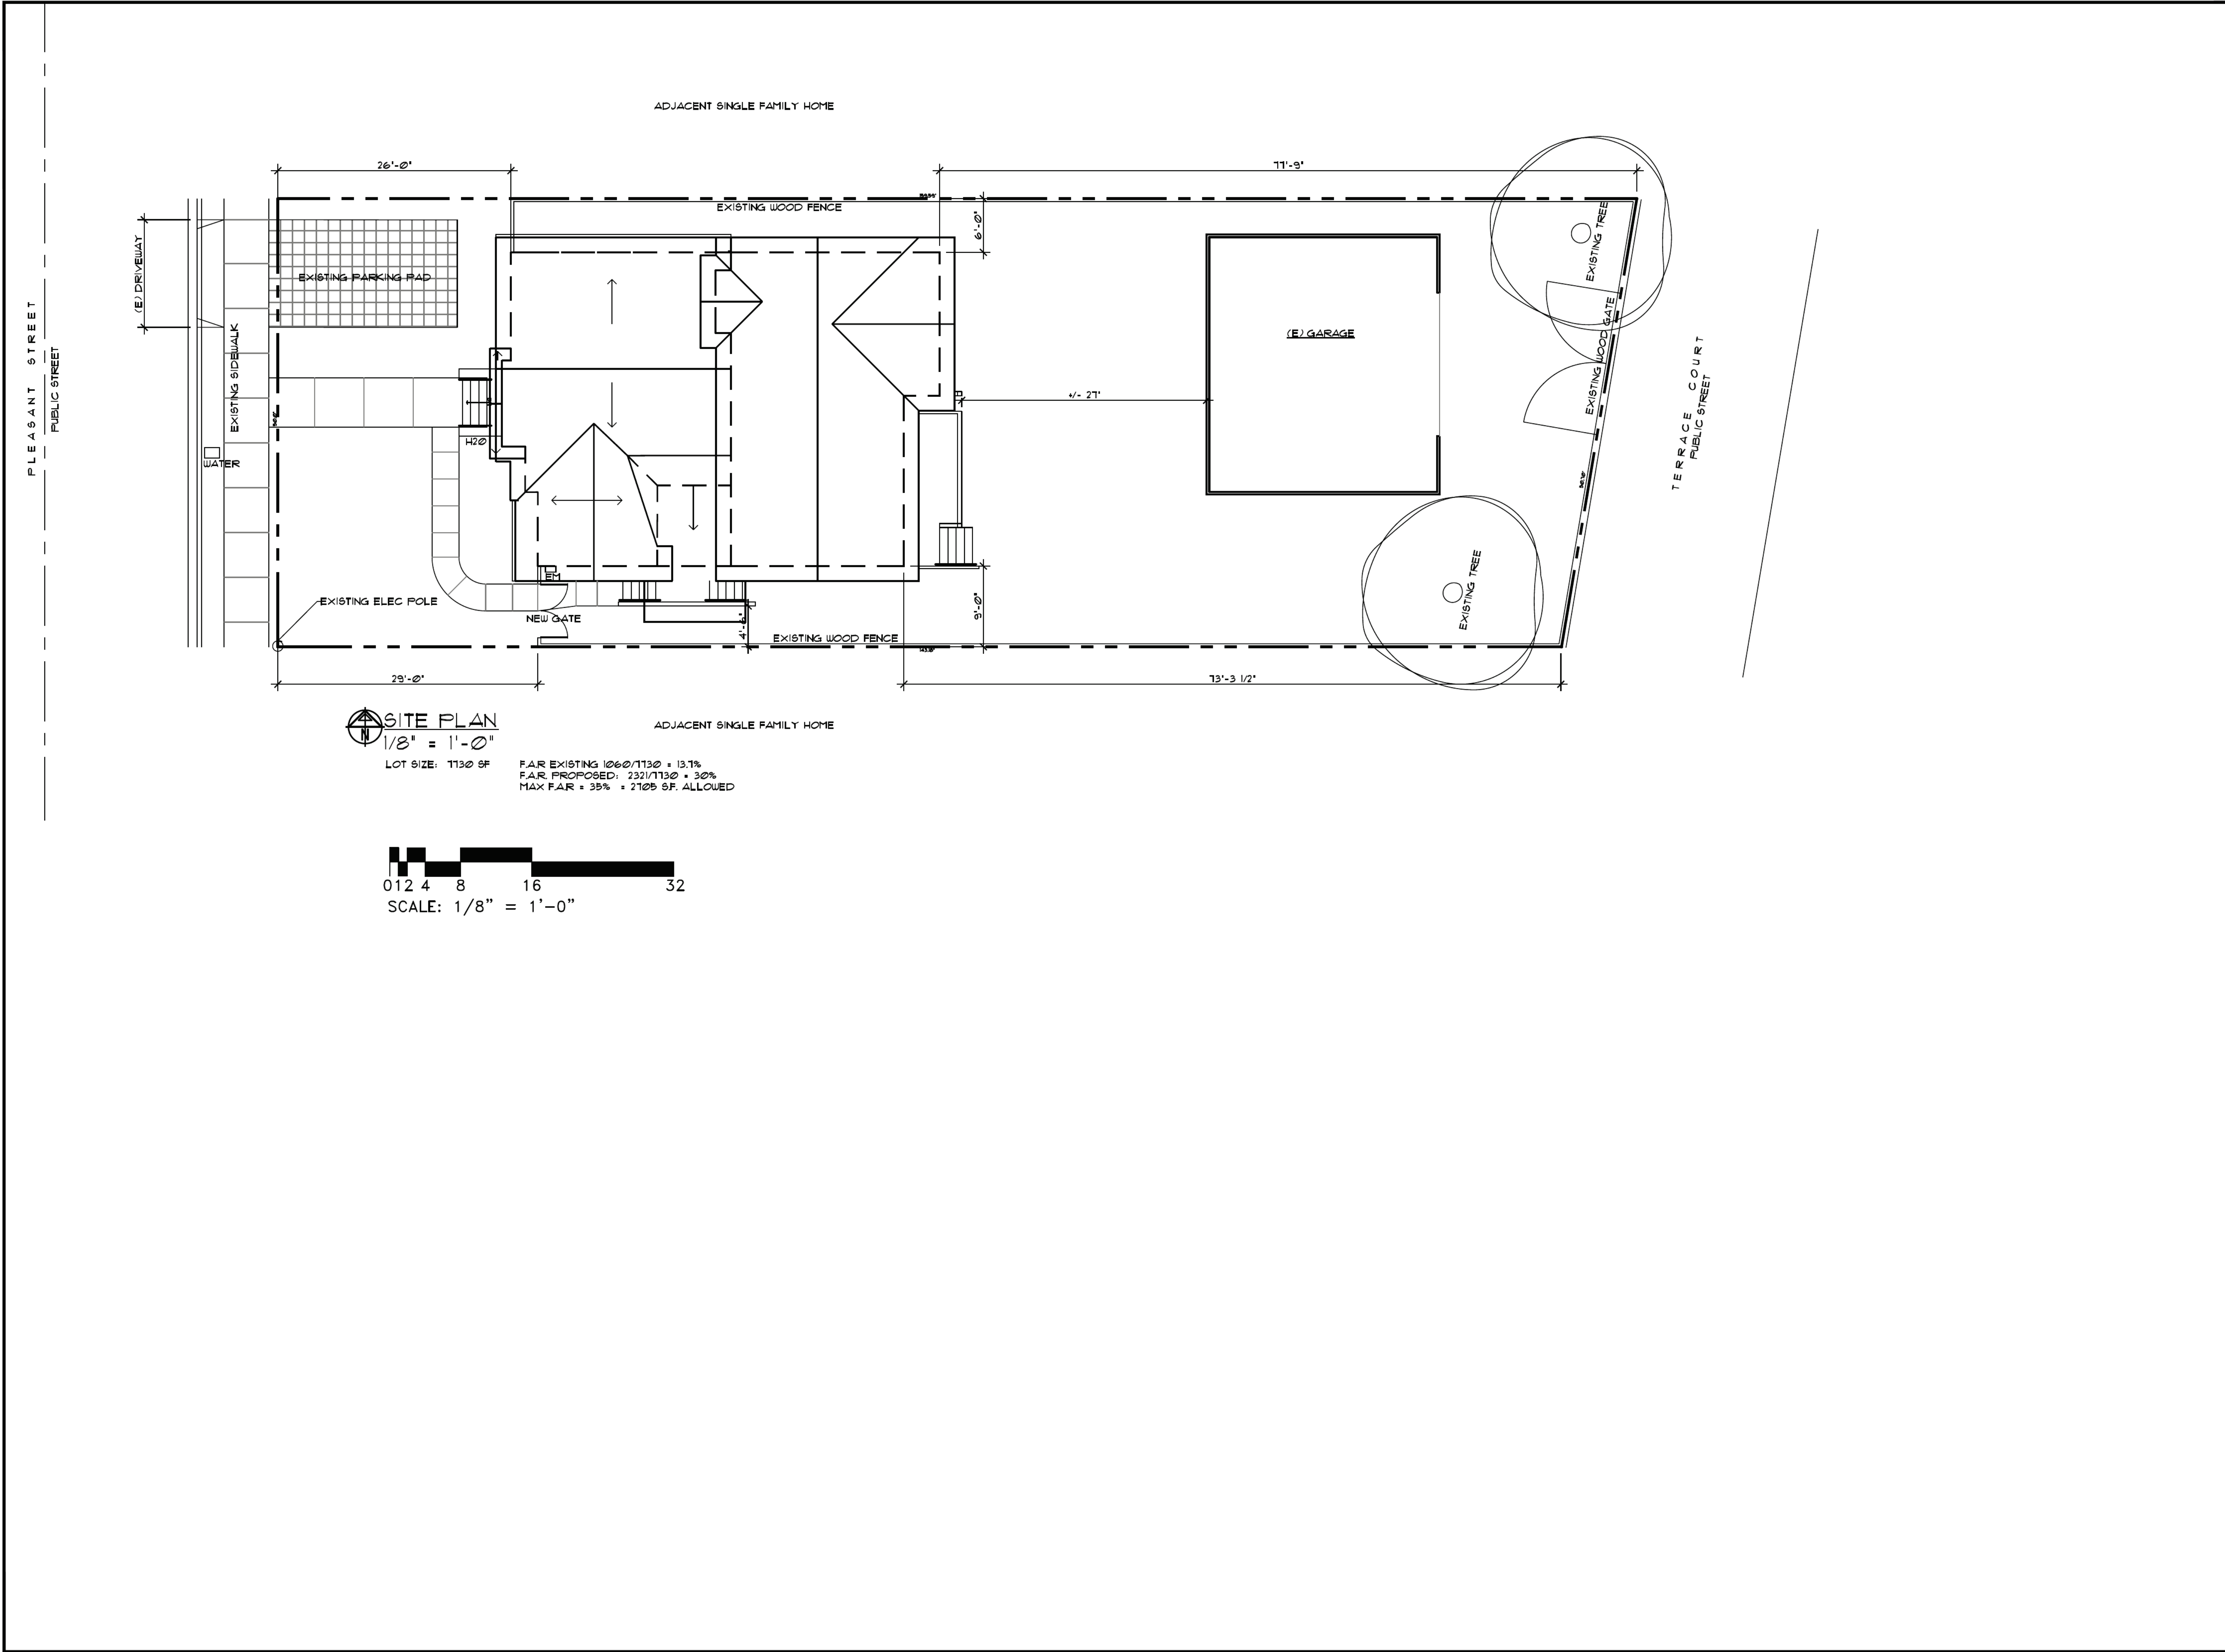 ADJACENT SINGLE FAMILY HOME
26'-0"
77'-9"
EXISTING WOOD FENCE
6'-0"
(E) DRIVEWAY
EXISTING PARKING PAD
EXISTING TREE
(E) GARAGE
EXISTING WOOD GATE
PLEASANT STREET
PUBLIC STREET
EXISTING SIDEWALK
+/- 27'
TERRACE COURT
PUBLIC STREET
H20
WATER
EM
EXISTING TREE
EXISTING ELEC POLE
NEW GATE
4'-6"
9'-0"
EXISTING WOOD FENCE
29'-0"
73'-3 1/2"
N
SITE PLAN
1/8" = 1'-0"
ADJACENT SINGLE FAMILY HOME
LOT SIZE: 7730 SF
F.A.R EXISTING 1060/7730 = 13.7%
F.A.R. PROPOSED: 2321/7730 = 30%
MAX F.A.R = 35% = 2705 S.F. ALLOWED
0 1 2 4 8 16 32
SCALE: 1/8" = 1'-0"